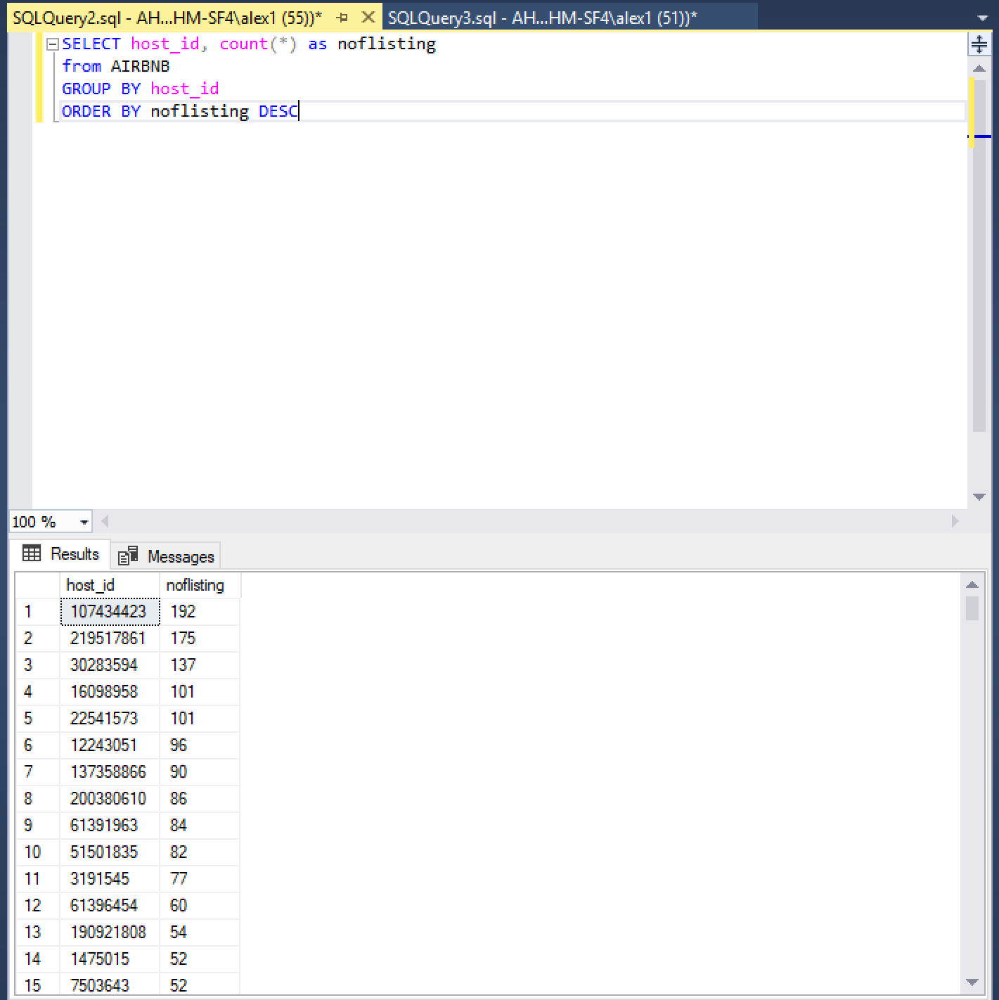 SQLQuery2.sql - AH...HM-SF4\alex1 (55))* SQLQuery3.sql - AH...HM-SF4\alex1 (51))*
SELECT host_id, count(*) as noflisting
from AIRBNB
GROUP BY host_id
ORDER BY noflisting DESC
100 %
Results Messages
host_id noflisting
1 107434423 192
2 219517861 175
3 30283594 137
4 16098958 101
5 22541573 101
6 12243051 96
7 137358866 90
8 200380610 86
9 61391963 84
10 51501835 82
11 3191545 77
12 61396454 60
13 190921808 54
14 1475015 52
15 7503643 52